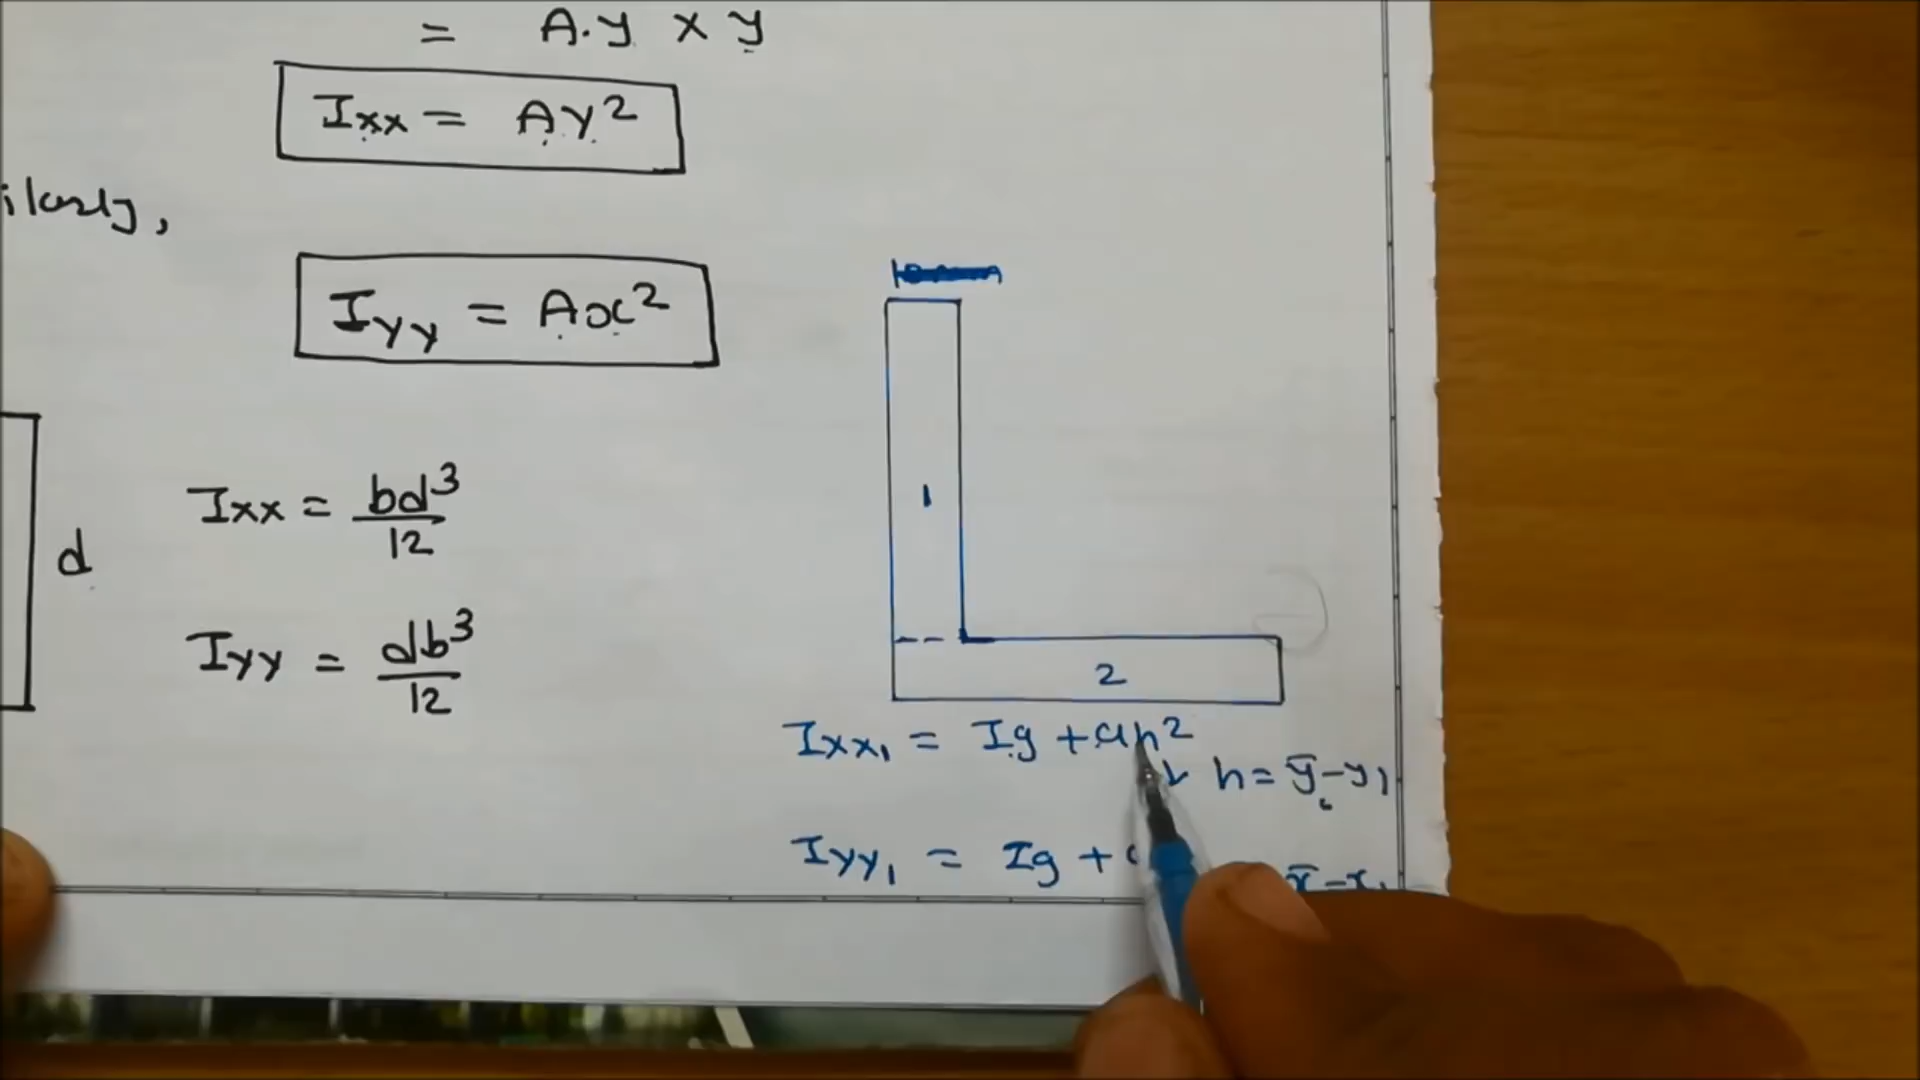 = A.y × y
Ixx = Ay²
ilarly,
Iyy = Ax²
d
Ixx = bd³/12
Iyy = db³/12
1
2
Ixx₁ = Ig + ah²
h = ȳ - y₁
Iyy₁ = Ig +
x̄ - x₁